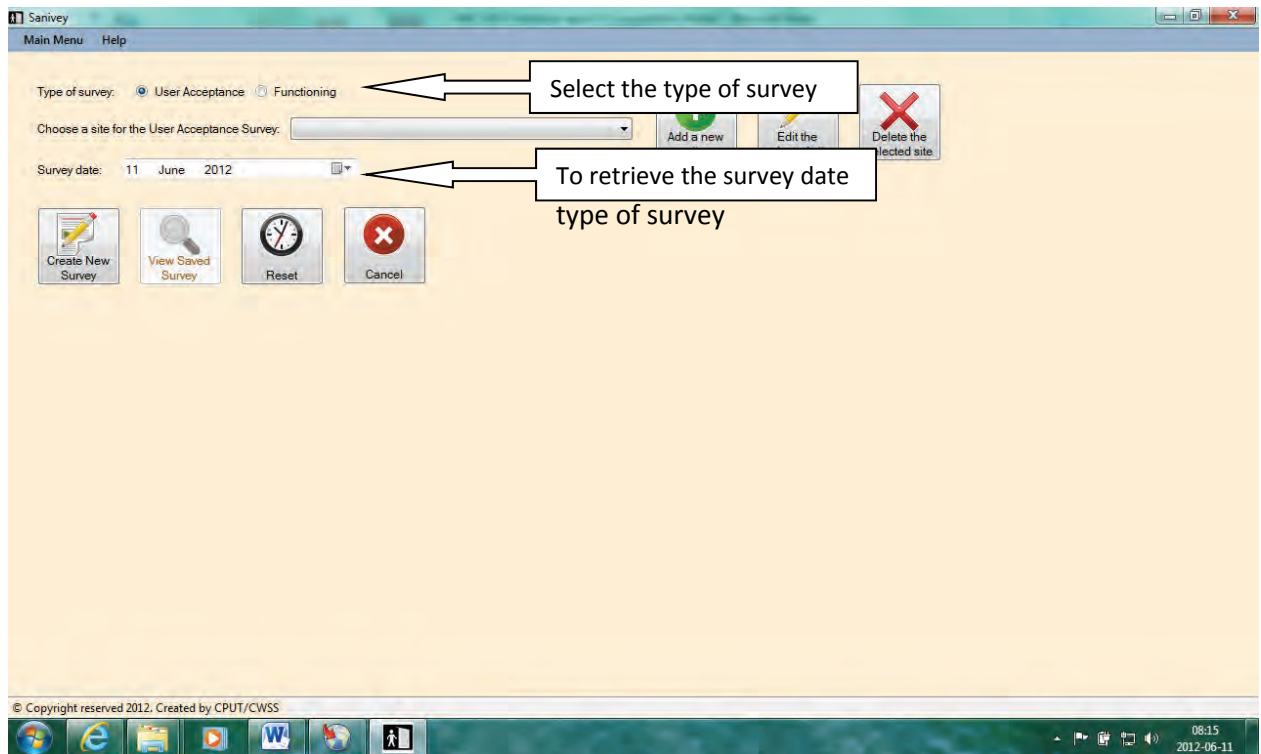 Sanivey
Main Menu Help
Type of survey: User Acceptance Functioning
Select the type of survey
Choose a site for the User Acceptance Survey:
Add a new
Edit the
Delete the
elected site
Survey date: 11 June 2012
To retrieve the survey date
type of survey
Create New
Survey
View Saved
Survey
Reset
Cancel
© Copyright reserved 2012. Created by CPUT/CWSS
08:15
2012-06-11